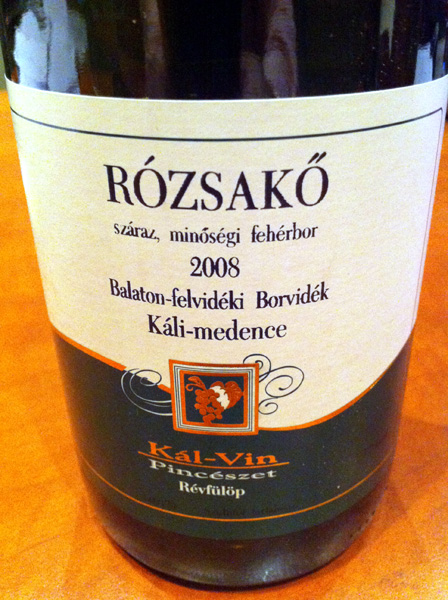 RÓZSAKŐ
száraz, minőségi fehérbor
2008
Balaton-felvidéki Borvidék
Káli-medence
Kál-Vin
Pincészet
Révfülöp